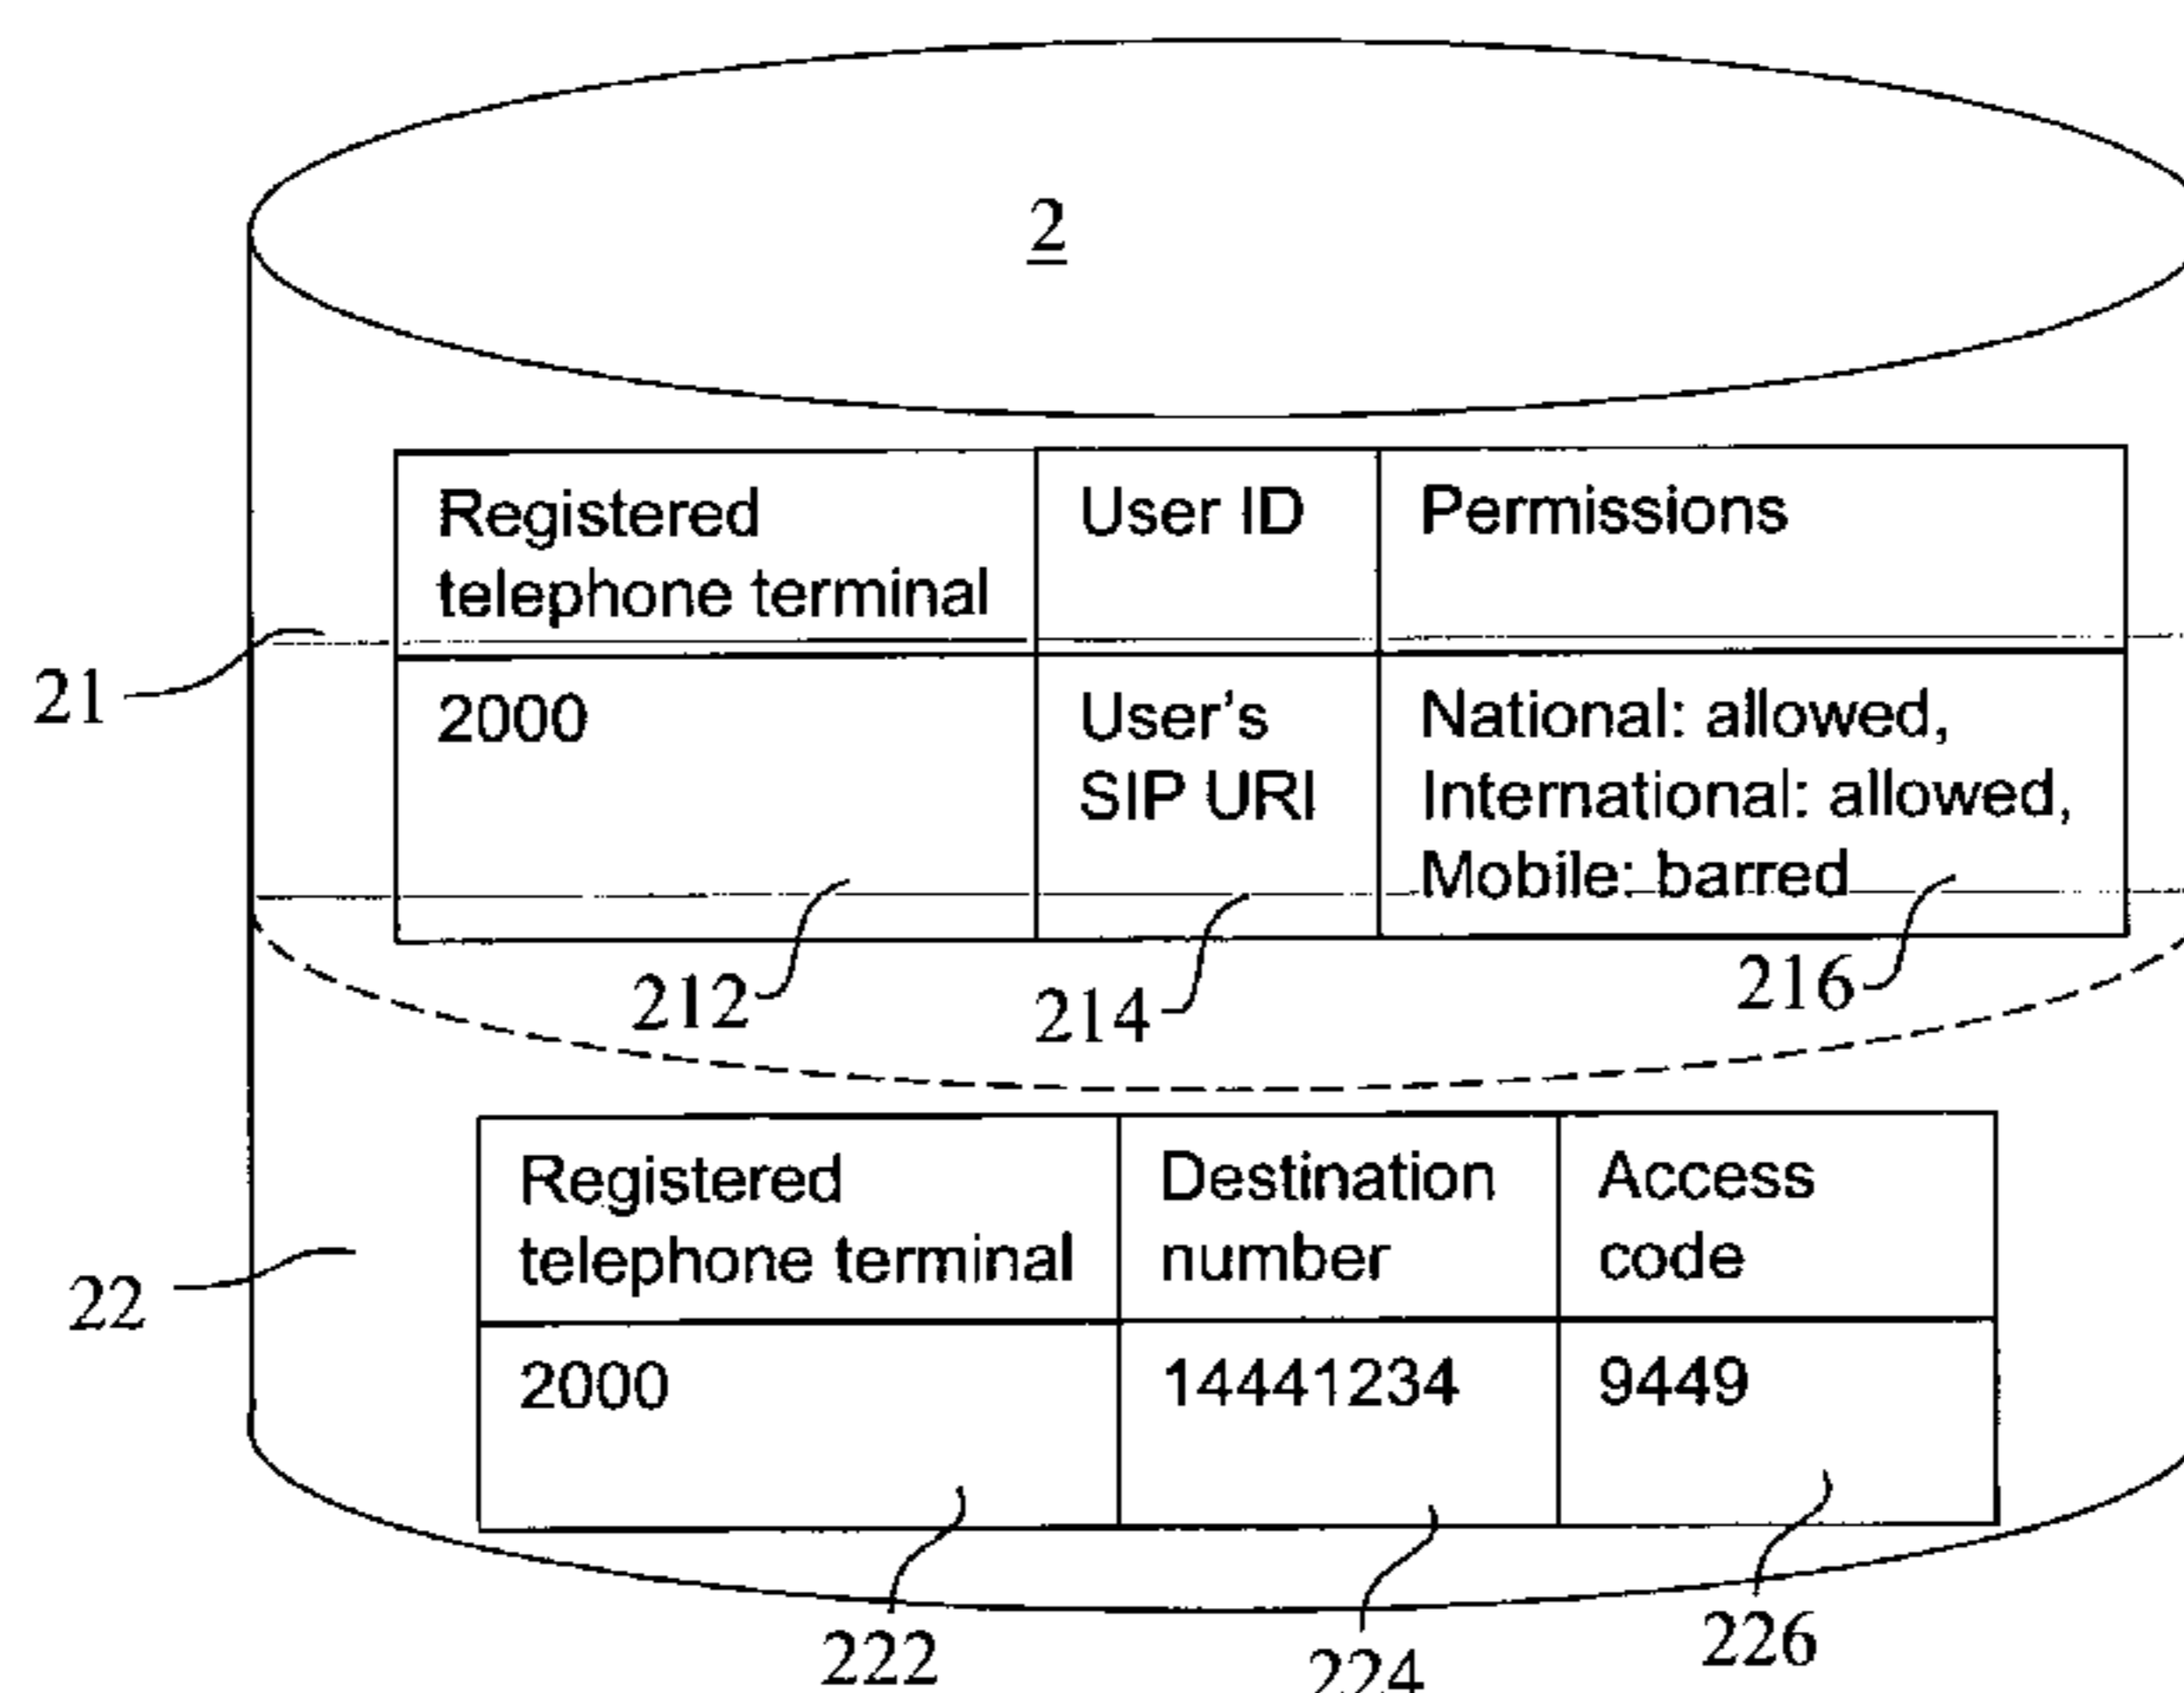 2
Registered
telephone terminal
User ID
Permissions
21
2000
User's
SIP URI
National: allowed,
International: allowed,
Mobile: barred
212
214
216
Registered
telephone terminal
Destination
number
Access
code
22
2000
14441234
9449
222
224
226